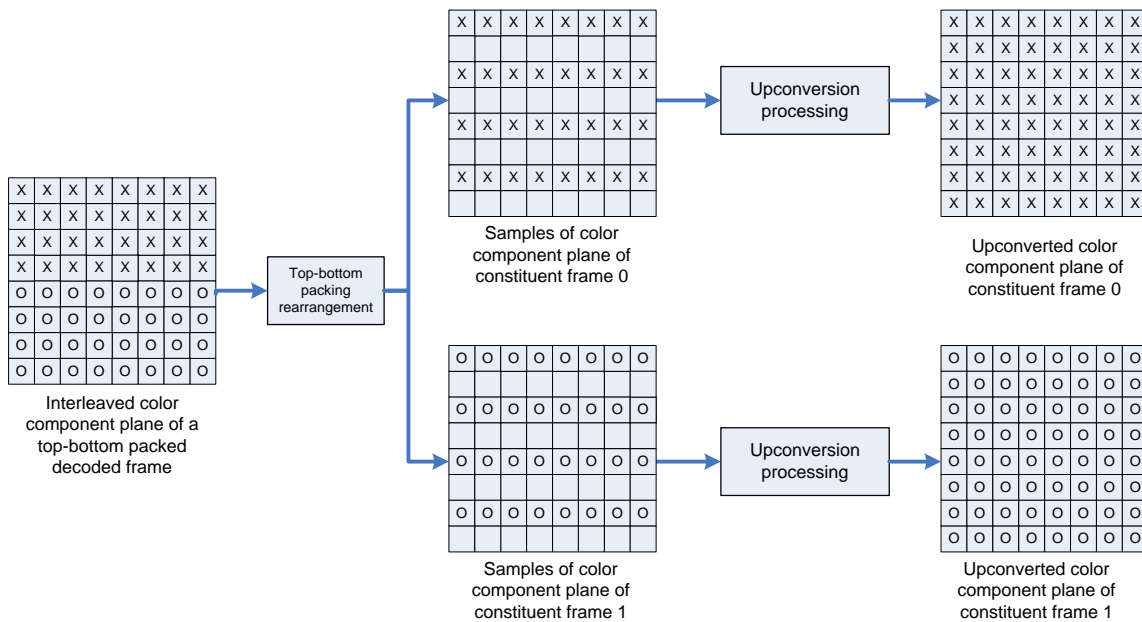 X X X X X X X X
X X X X X X X X
X X X X X X X X
X X X X X X X X
O O O O O O O O
O O O O O O O O
O O O O O O O O
O O O O O O O O
Interleaved color
component plane of a
top-bottom packed
decoded frame
Top-bottom
packing
rearrangement
X X X X X X X X
X X X X X X X X
X X X X X X X X
X X X X X X X X
Samples of color
component plane of
constituent frame 0
Upconversion
processing
X X X X X X X X
X X X X X X X X
X X X X X X X X
X X X X X X X X
X X X X X X X X
X X X X X X X X
X X X X X X X X
X X X X X X X X
Upconverted color
component plane of
constituent frame 0
O O O O O O O O
O O O O O O O O
O O O O O O O O
O O O O O O O O
Samples of color
component plane of
constituent frame 1
Upconversion
processing
O O O O O O O O
O O O O O O O O
O O O O O O O O
O O O O O O O O
O O O O O O O O
O O O O O O O O
O O O O O O O O
O O O O O O O O
Upconverted color
component plane of
constituent frame 1